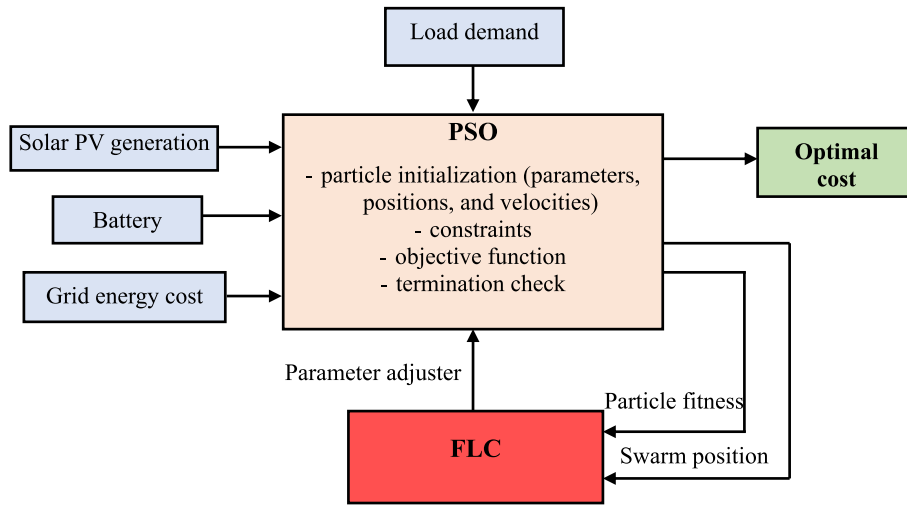 Load demand
PSO
Solar PV generation
- particle initialization (parameters,
positions, and velocities)
- constraints
- objective function
- termination check
Optimal
cost
Battery
Grid energy cost
Parameter adjuster
Particle fitness
FLC
Swarm position